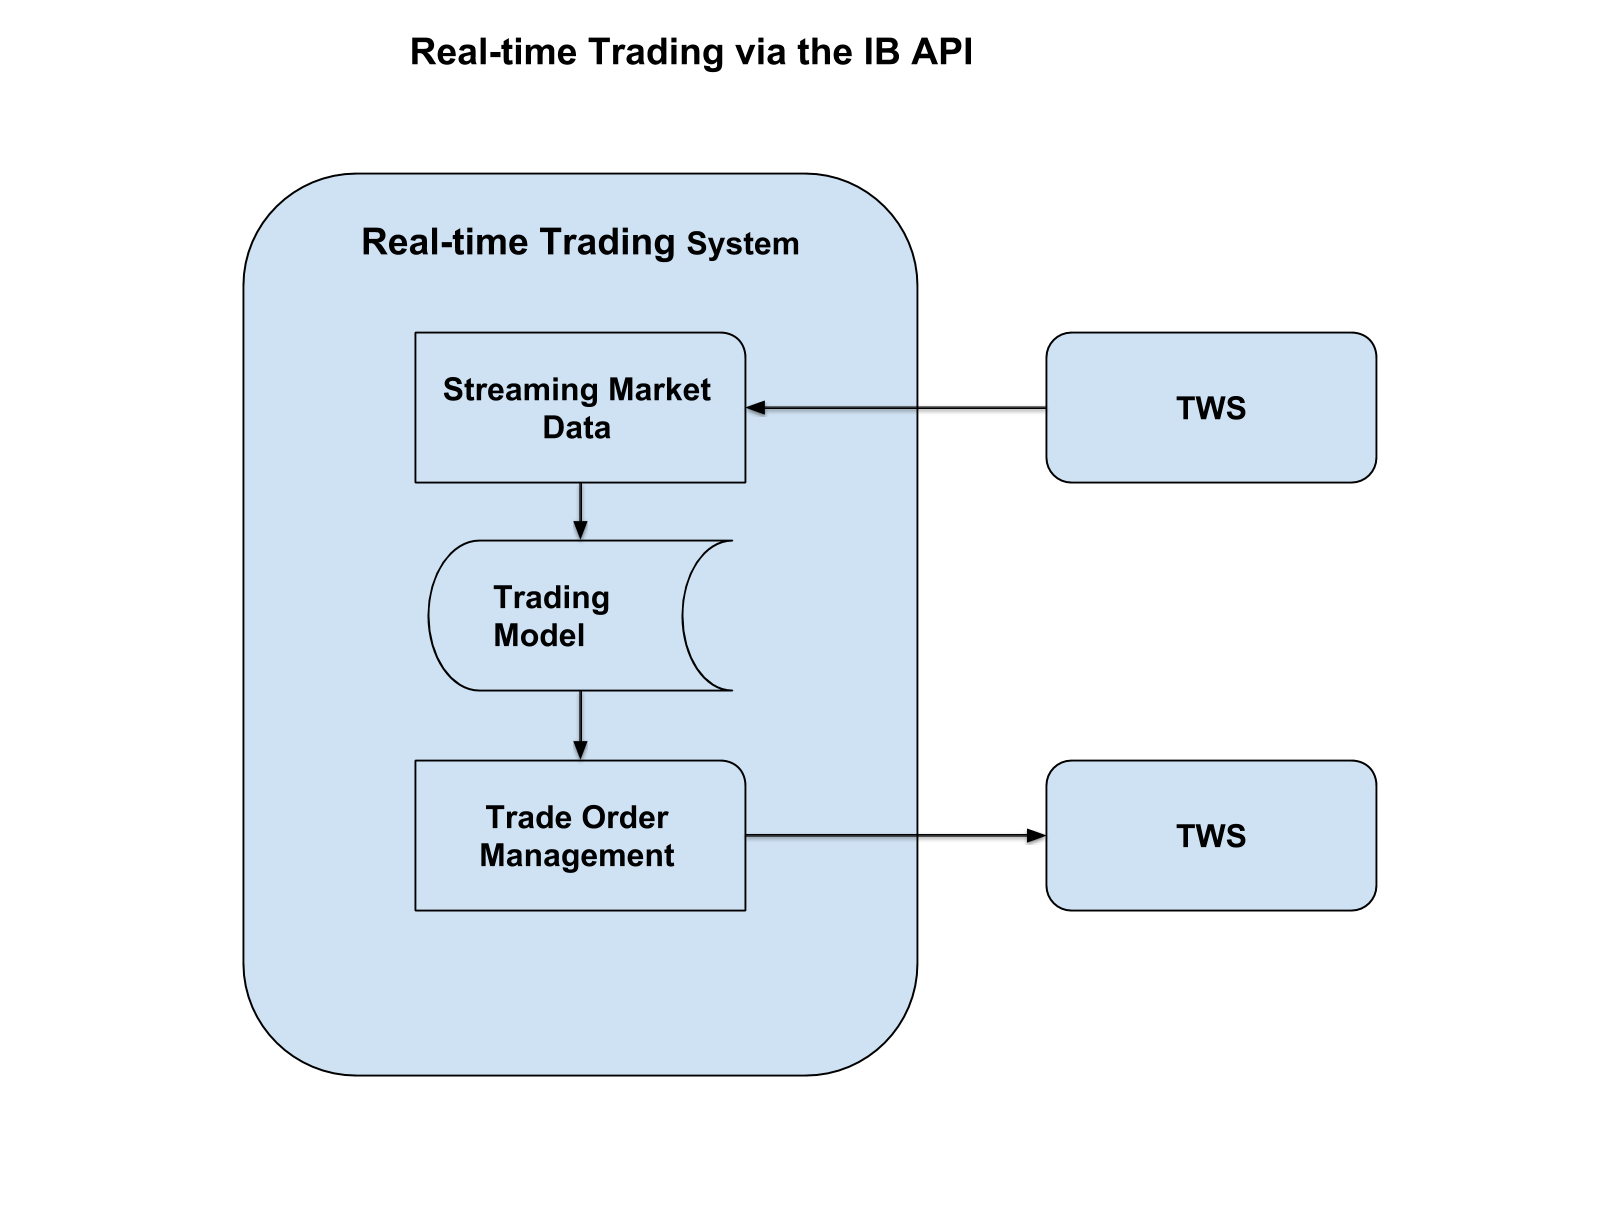 Real-time Trading via the IB API
Real-time Trading System
Streaming Market
Data
TWS
Trading
Model
Trade Order
Management
TWS